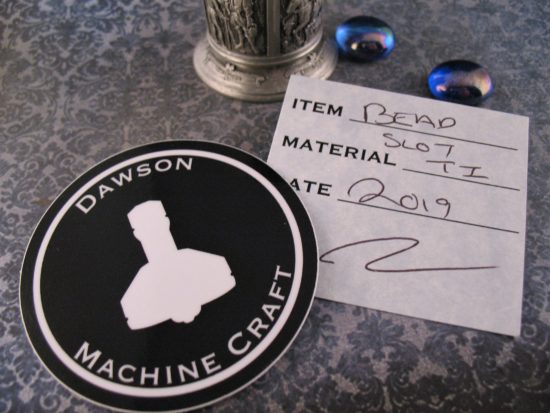 DAWSON
MACHINE CRAFT
ITEM BEAD
SLOT
MATERIAL TI
ATE 2019